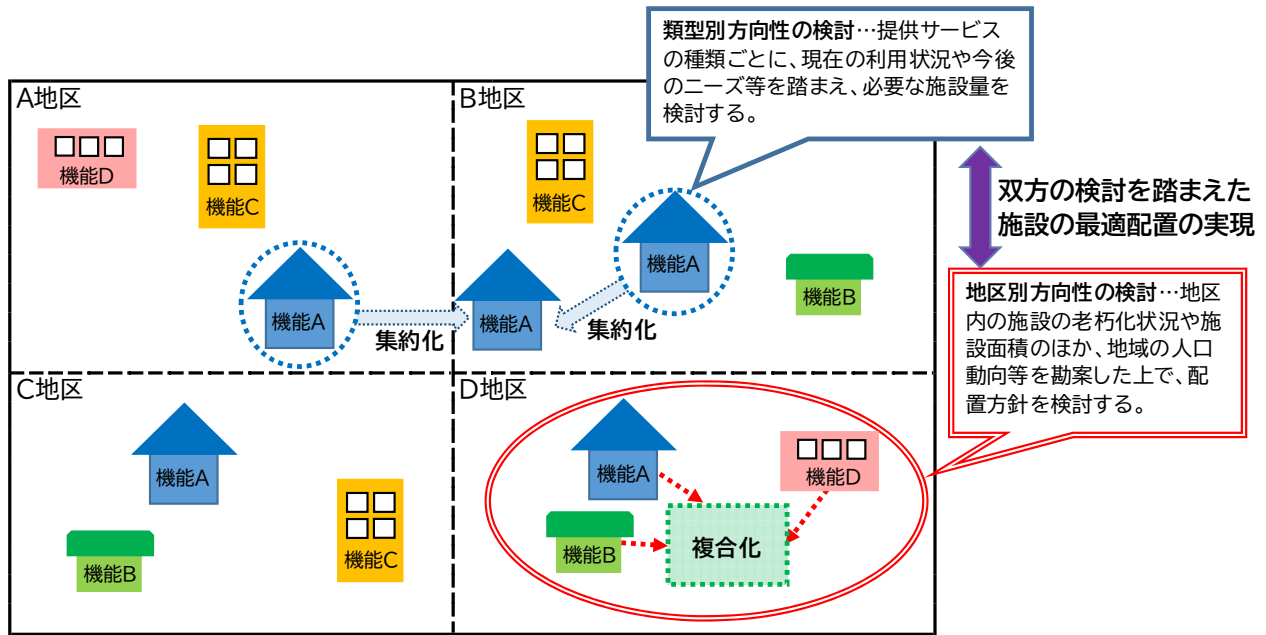 類型別方向性の検討…提供サービス
の種類ごとに、現在の利用状況や今後
のニーズ等を踏まえ、必要な施設量を
検討する。
A地区
機能D
機能C
機能A
集約化
B地区
機能C
機能A
機能A
集約化
機能B
双方の検討を踏まえた
施設の最適配置の実現
地区別方向性の検討…地区
内の施設の老朽化状況や施
設面積のほか、地域の人口
動向等を勘案した上で、配
置方針を検討する。
C地区
機能A
機能B
機能C
D地区
機能A
機能D
機能B
複合化